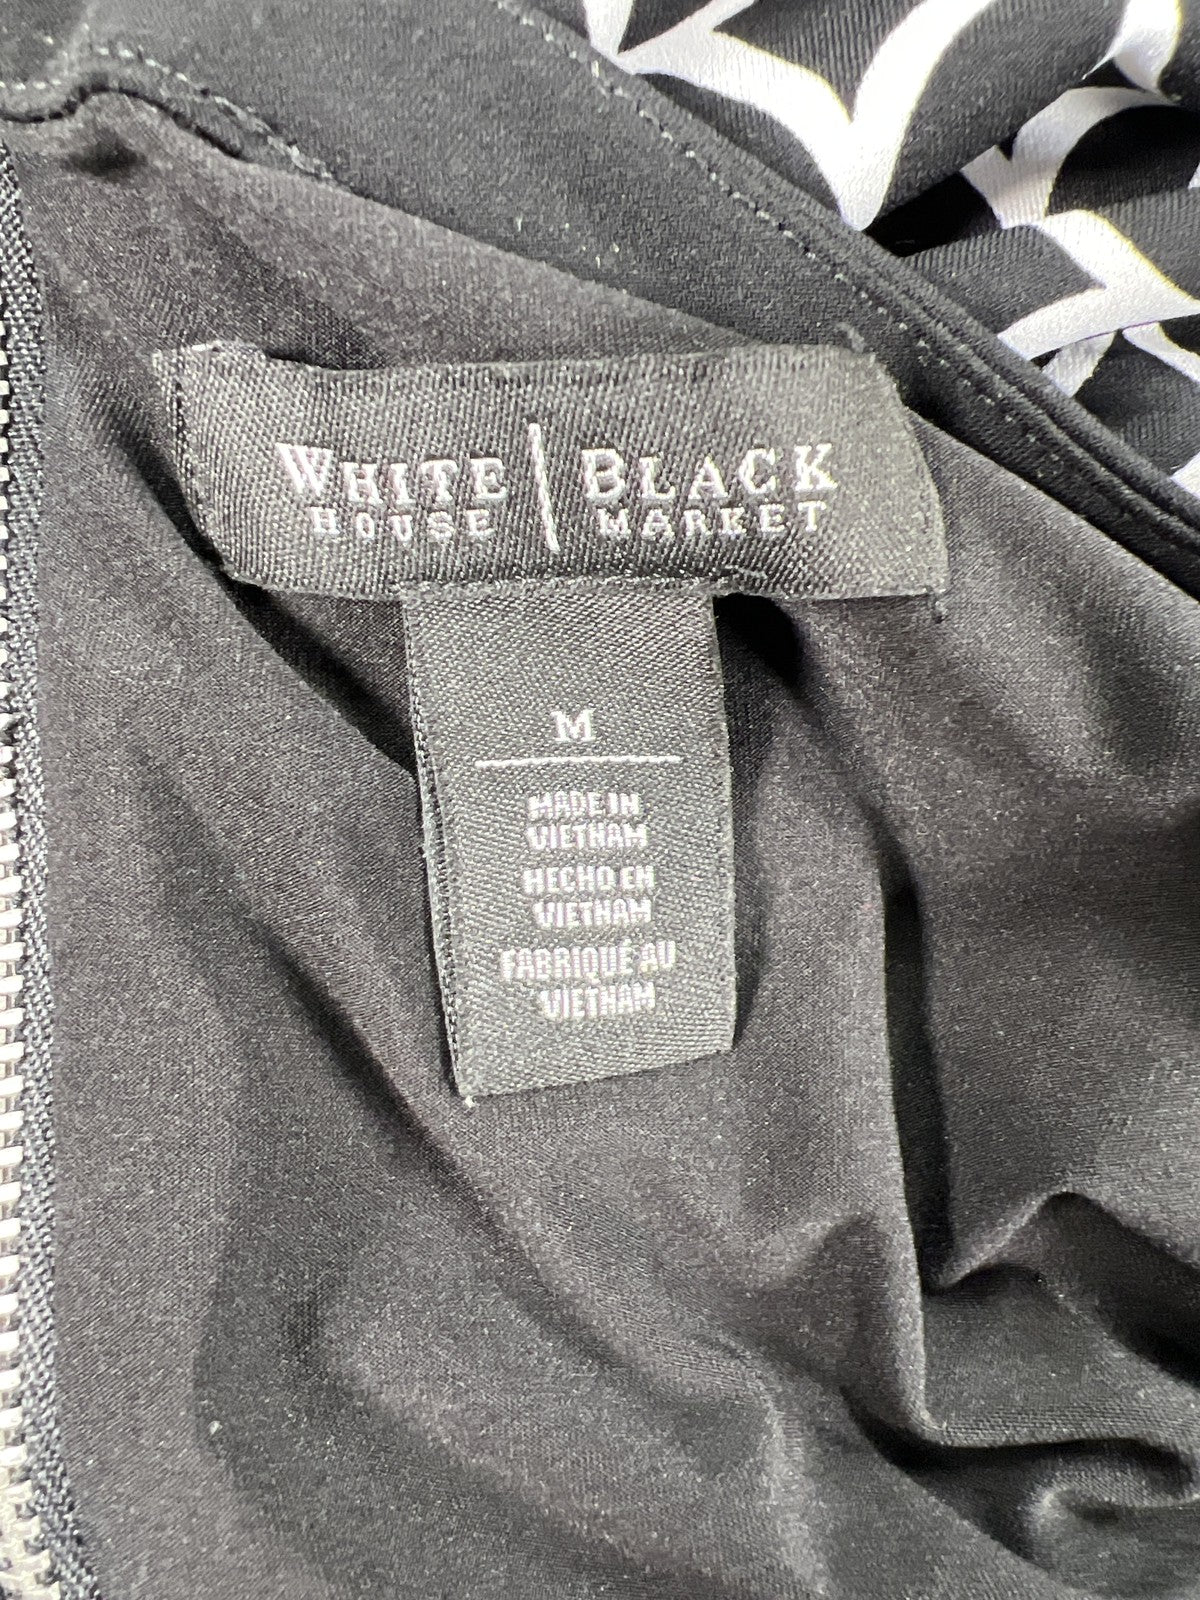 WHITE | BLACK
HOUSE MARKET
M
MADE IN
VIETNAM
HECHO EN
VIETNAM
FABRIQUÉ AU
VIETNAM